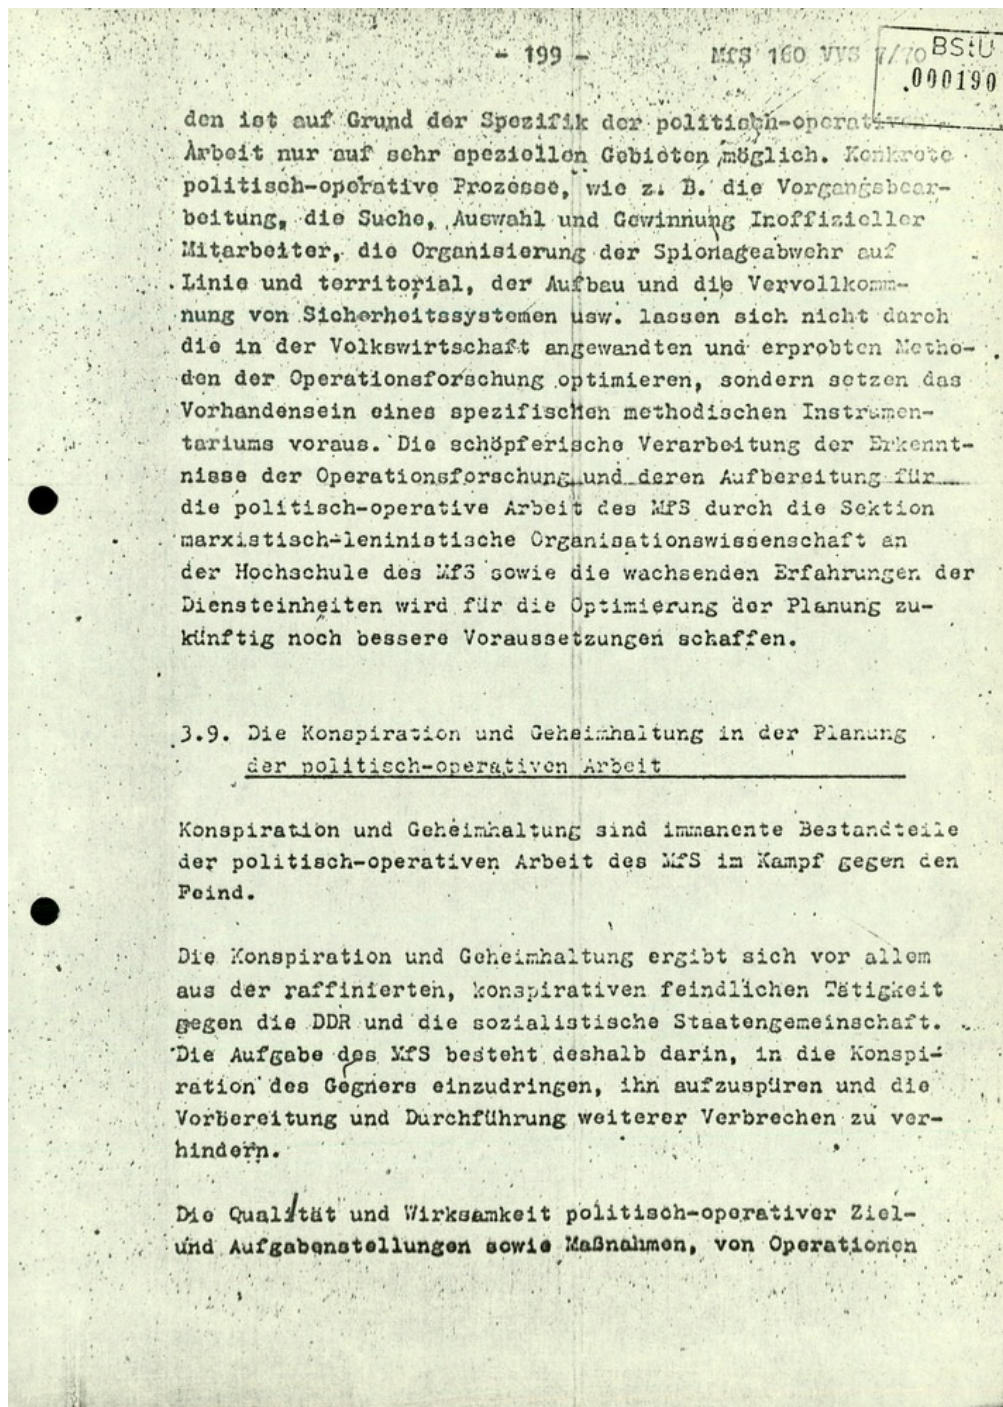 - 199 -
MfS 160 VVS 7/70
BStU
000190
den ist auf Grund der Spezifik der politisch-operativen
Arbeit nur auf sehr speziellen Gebieten möglich. Konkrete
politisch-operative Prozesse, wie z. B. die Vorgangsbear-
beitung, die Suche, Auswahl und Gewinnung Inoffizieller
Mitarbeiter, die Organisierung der Spionageabwehr auf
Linie und territorial, der Aufbau und die Vervollkomm-
nung von Sicherheitssystemen usw. lassen sich nicht durch
die in der Volkswirtschaft angewandten und erprobten Metho-
den der Operationsforschung optimieren, sondern setzen das
Vorhandensein eines spezifischen methodischen Instrumen-
tariums voraus. Die schöpferische Verarbeitung der Erkennt-
nisse der Operationsforschung und deren Aufbereitung für
die politisch-operative Arbeit des MfS durch die Sektion
marxistisch-leninistische Organisationswissenschaft an
der Hochschule des MfS sowie die wachsenden Erfahrungen der
Diensteinheiten wird für die Optimierung der Planung zu-
künftig noch bessere Voraussetzungen schaffen.
3.9. Die Konspiration und Geheimhaltung in der Planung
der politisch-operativen Arbeit
Konspiration und Geheimhaltung sind immanente Bestandteile
der politisch-operativen Arbeit des MfS im Kampf gegen den
Feind.
Die Konspiration und Geheimhaltung ergibt sich vor allem
aus der raffinierten, konspirativen feindlichen Tätigkeit
gegen die DDR und die sozialistische Staatengemeinschaft.
Die Aufgabe des MfS besteht deshalb darin, in die Konspi-
ration des Gegners einzudringen, ihn aufzuspüren und die
Vorbereitung und Durchführung weiterer Verbrechen zu ver-
hindern.
Die Qualität und Wirksamkeit politisch-operativer Ziel-
und Aufgabenstellungen sowie Maßnahmen, von Operationen